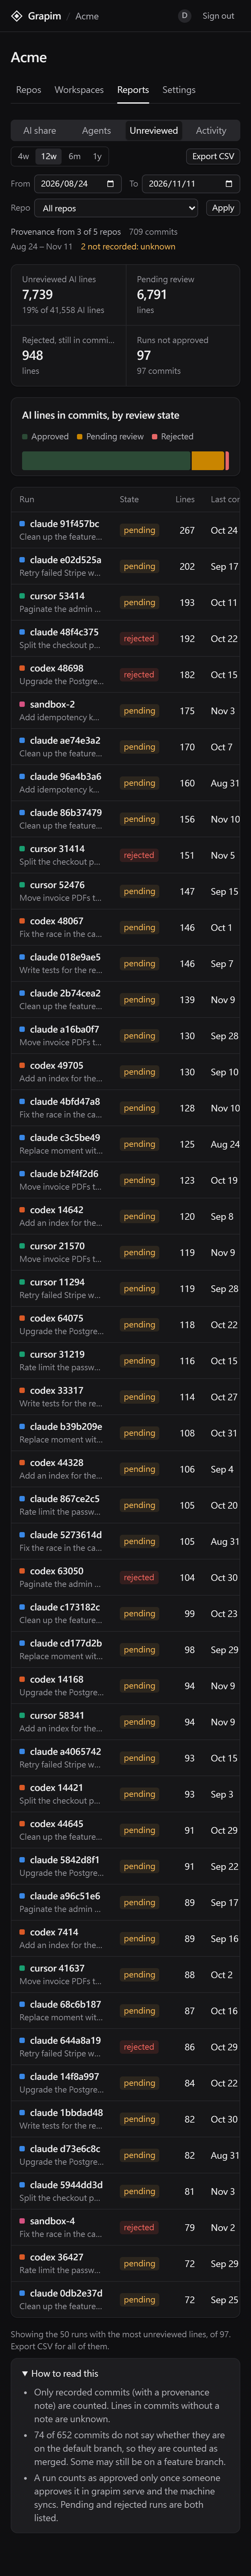 Grapim / Acme D Sign out
Acme
Repos Workspaces Reports Settings
AI share Agents Unreviewed Activity
4w 12w 6m 1y Export CSV
From 2026/08/24 To 2026/11/11
Repo All repos Apply
Provenance from 3 of 5 repos 709 commits
Aug 24 – Nov 11 2 not recorded: unknown
Unreviewed AI lines
7,739
19% of 41,558 AI lines
Pending review
6,791
lines
Rejected, still in commi...
948
lines
Runs not approved
97
97 commits
AI lines in commits, by review state
Approved Pending review Rejected
Run State Lines Last cor
claude 91f457bc pending 267 Oct 24
Clean up the feature...
claude e02d525a pending 202 Sep 17
Retry failed Stripe w...
cursor 53414 pending 193 Oct 11
Paginate the admin ...
claude 48f4c375 rejected 192 Oct 22
Split the checkout p...
codex 48698 rejected 182 Oct 15
Upgrade the Postgre...
sandbox-2 pending 175 Nov 3
Add idempotency k...
claude ae74e3a2 pending 170 Oct 7
Clean up the feature...
claude 96a4b3a6 pending 160 Aug 31
Add idempotency k...
claude 86b37479 pending 156 Nov 10
Clean up the feature...
cursor 31414 rejected 151 Nov 5
Split the checkout p...
cursor 52476 pending 147 Sep 15
Move invoice PDFs t...
codex 48067 pending 146 Oct 1
Fix the race in the ca...
claude 018e9ae5 pending 146 Sep 7
Write tests for the re...
claude 2b74cea2 pending 139 Nov 9
Clean up the feature...
claude a16ba0f7 pending 130 Sep 28
Move invoice PDFs t...
codex 49705 pending 130 Sep 10
Add an index for the...
claude 4bfd47a8 pending 128 Nov 10
Fix the race in the ca...
claude c3c5be49 pending 125 Aug 24
Replace moment wit...
claude b2f4f2d6 pending 123 Oct 19
Move invoice PDFs t...
codex 14642 pending 120 Sep 8
Add an index for the...
cursor 21570 pending 119 Nov 9
Move invoice PDFs t...
cursor 11294 pending 119 Sep 28
Retry failed Stripe w...
codex 64075 pending 118 Oct 22
Upgrade the Postgre...
cursor 31219 pending 116 Oct 15
Rate limit the passw...
codex 33317 pending 114 Oct 27
Write tests for the re...
claude b39b209e pending 108 Oct 31
Replace moment wit...
codex 44328 pending 106 Sep 4
Add an index for the...
claude 867ce2c5 pending 105 Oct 20
Rate limit the passw...
claude 5273614d pending 105 Aug 31
Fix the race in the ca...
codex 63050 rejected 104 Oct 30
Paginate the admin ...
claude c173182c pending 99 Oct 23
Clean up the feature...
claude cd177d2b pending 98 Sep 29
Replace moment wit...
codex 14168 pending 94 Nov 9
Upgrade the Postgre...
cursor 58341 pending 94 Nov 9
Add an index for the...
claude a4065742 pending 93 Oct 15
Retry failed Stripe w...
codex 14421 pending 93 Sep 3
Split the checkout p...
codex 44645 pending 91 Oct 29
Clean up the feature...
claude 5842d8f1 pending 91 Sep 22
Upgrade the Postgre...
claude a96c51e6 pending 89 Sep 17
Paginate the admin ...
codex 7414 pending 89 Sep 16
Add an index for the...
cursor 41637 pending 88 Oct 2
Move invoice PDFs t...
claude 68c6b187 pending 87 Oct 16
Replace moment wit...
claude 644a8a19 rejected 86 Oct 29
Retry failed Stripe w...
claude 14f8a997 pending 84 Oct 22
Upgrade the Postgre...
claude 1bbdad48 pending 82 Oct 30
Write tests for the re...
claude d73e6c8c pending 82 Aug 31
Upgrade the Postgre...
claude 5944dd3d pending 81 Nov 3
Split the checkout p...
sandbox-4 rejected 79 Nov 2
Fix the race in the ca...
codex 36427 pending 72 Sep 29
Rate limit the passw...
claude 0db2e37d pending 72 Sep 25
Clean up the feature...
Showing the 50 runs with the most unreviewed lines, of 97.
Export CSV for all of them.
How to read this
• Only recorded commits (with a provenance
note) are counted. Lines in commits without a
note are unknown.
• 74 of 652 commits do not say whether they are
on the default branch, so they are counted as
merged. Some may still be on a feature branch.
• A run counts as approved only once someone
approves it in grapim serve and the machine
syncs. Pending and rejected runs are both
listed.